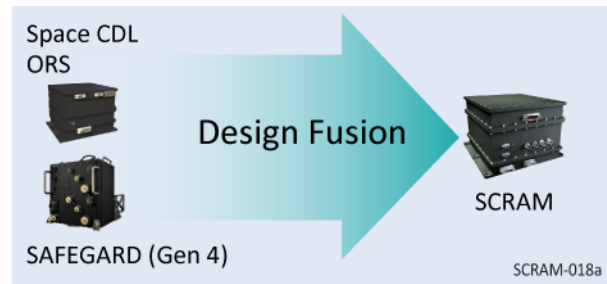 Space CDL
ORS
Design Fusion
SCRAM
SAFEGARD (Gen 4)
SCRAM-018a